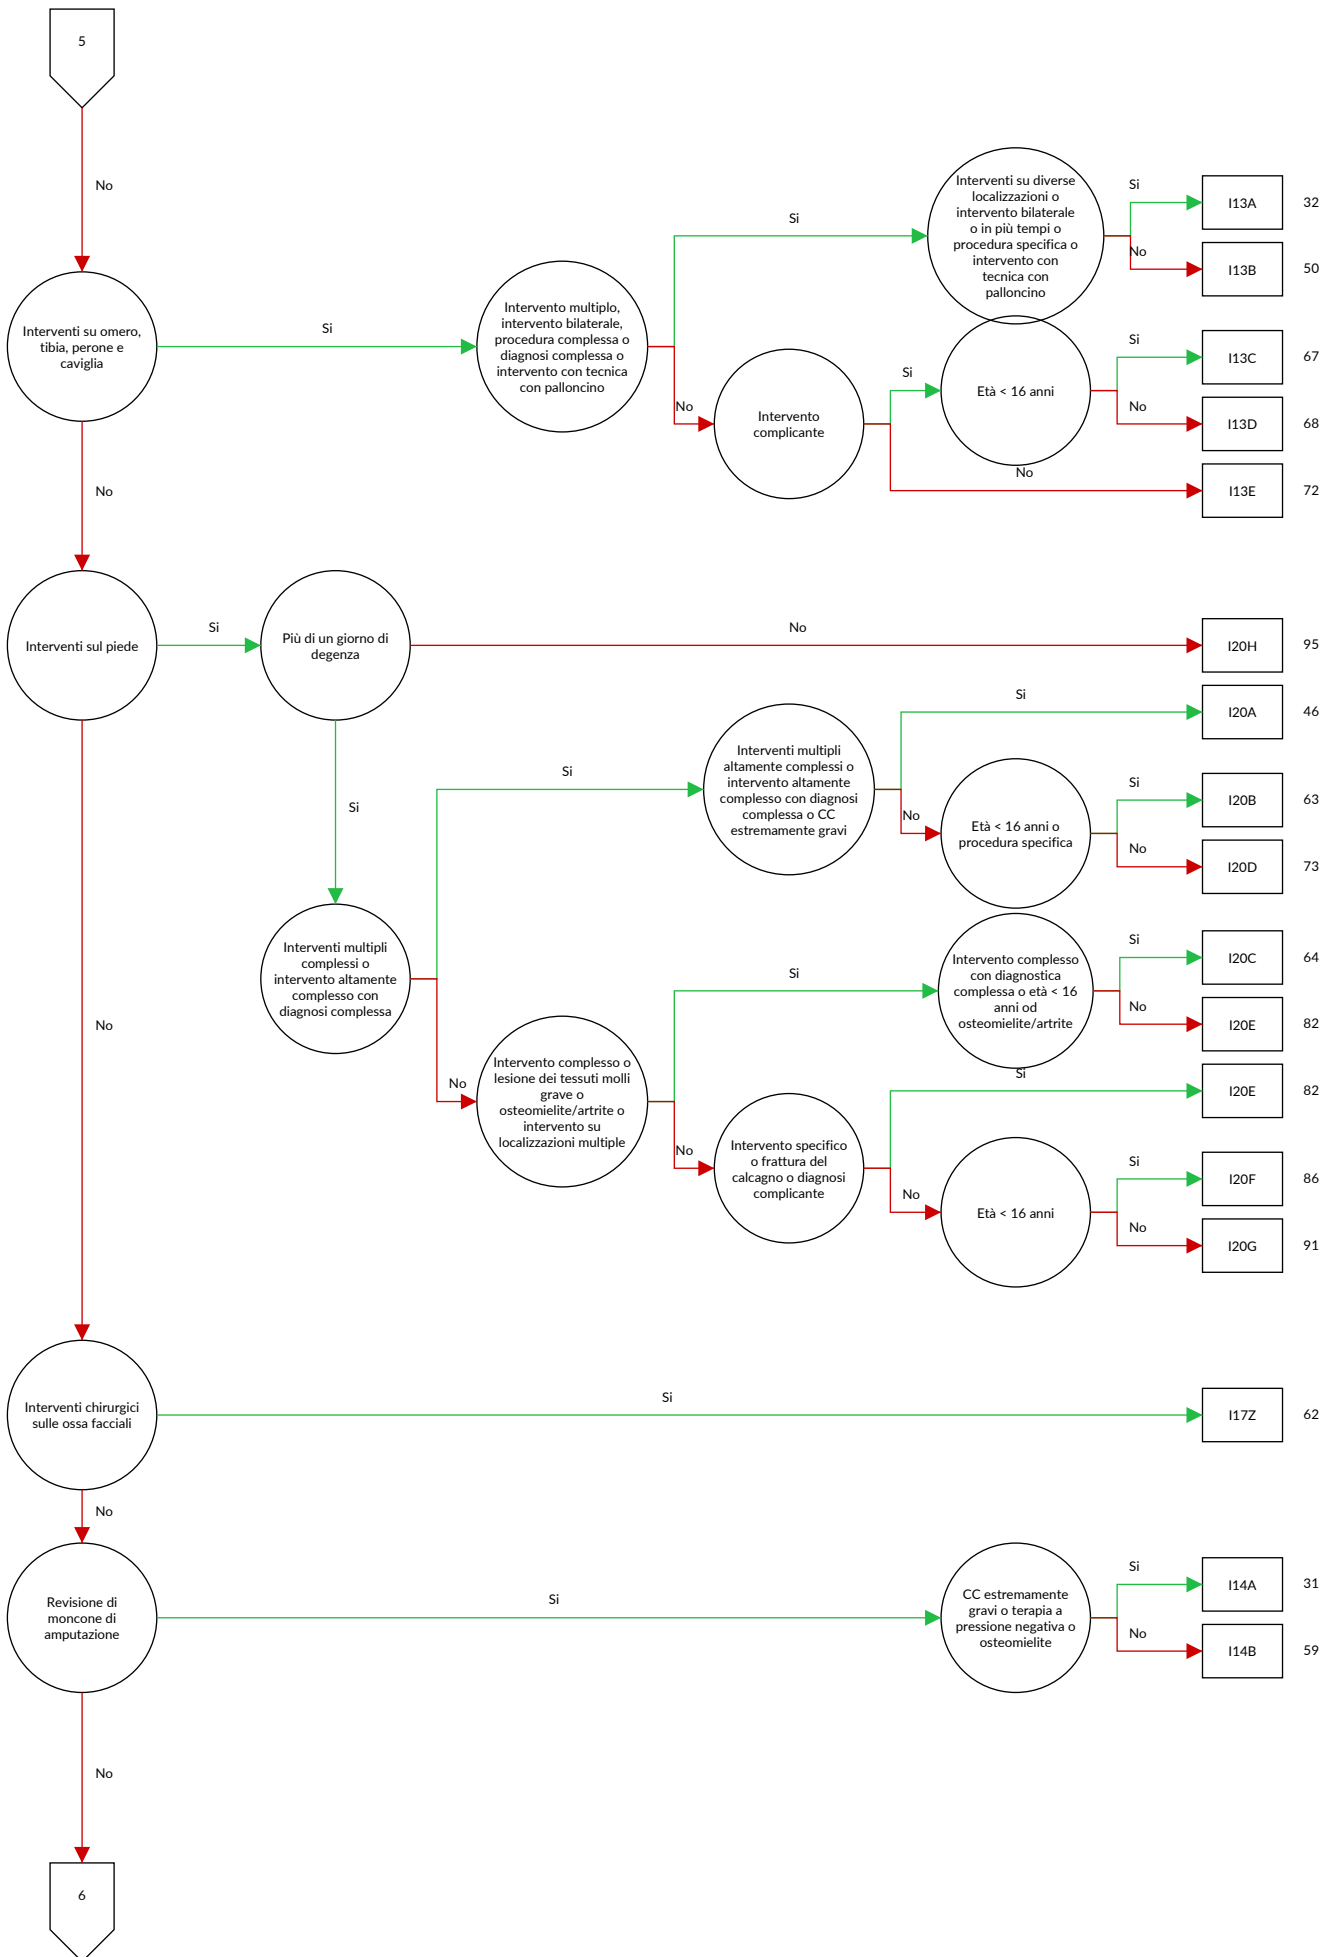 5
No
Interventi su omero,
tibia, perone e
caviglia
Si
Intervento multiplo,
intervento bilaterale,
procedura complessa o
diagnosi complessa o
intervento con tecnica
con palloncino
Si
Interventi su diverse
localizzazioni o
intervento bilaterale
o in più tempi o
procedura specifica o
intervento con
tecnica con
palloncino
Si
I13A
32
No
I13B
50
No
Intervento
complicante
Si
Età < 16 anni
Si
I13C
67
No
I13D
68
No
I13E
72
No
Interventi sul piede
Si
Più di un giorno di
degenza
No
I20H
95
Si
Interventi multipli
complessi o
intervento altamente
complesso con
diagnosi complessa
Si
Interventi multipli
altamente complessi o
intervento altamente
complesso con diagnosi
complessa o CC
estremamente gravi
Si
I20A
46
No
Età < 16 anni o
procedura specifica
Si
I20B
63
No
I20D
73
No
Intervento complesso o
lesione dei tessuti molli
grave o
osteomielite/artrite o
intervento su
localizzazioni multiple
Si
Intervento complesso
con diagnostica
complessa o età < 16
anni od
osteomielite/artrite
Si
I20C
64
No
I20E
82
No
Intervento specifico
o frattura del
calcagno o diagnosi
complicante
Si
I20E
82
No
Età < 16 anni
Si
I20F
86
No
I20G
91
No
Interventi chirurgici
sulle ossa facciali
Si
I17Z
62
No
Revisione di
moncone di
amputazione
Si
CC estremamente
gravi o terapia a
pressione negativa o
osteomielite
Si
I14A
31
No
I14B
59
No
6